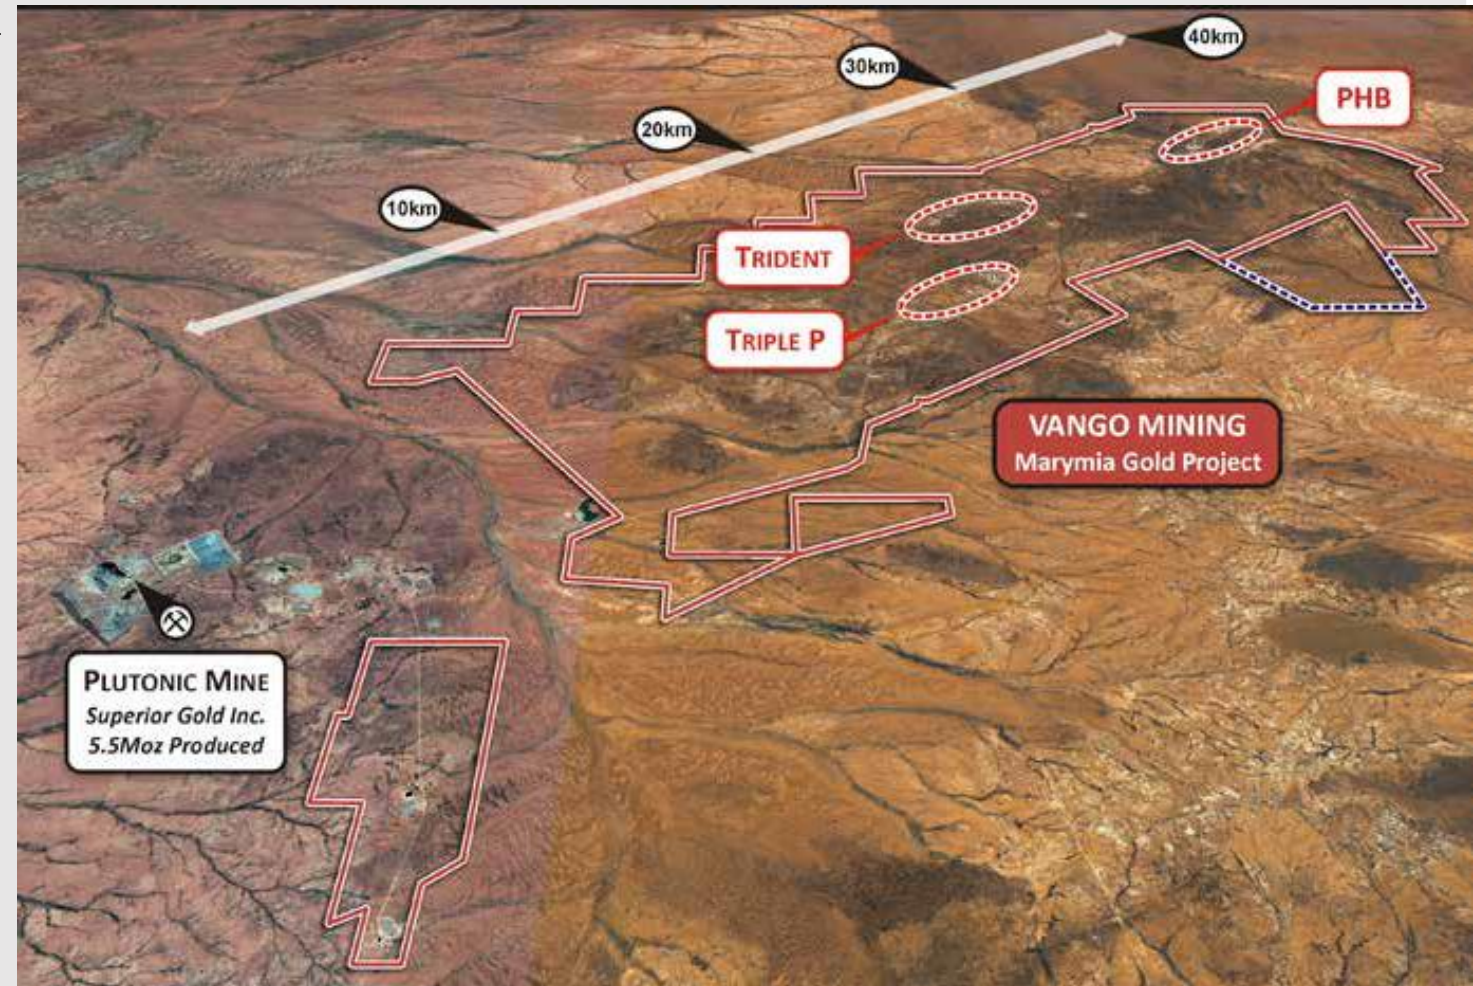 40km
30km
PHB
20km
10km
TRIDENT
TRIPLE P
VANGO MINING
Marymia Gold Project
PLUTONIC MINE
Superior Gold Inc.
5.5Moz Produced